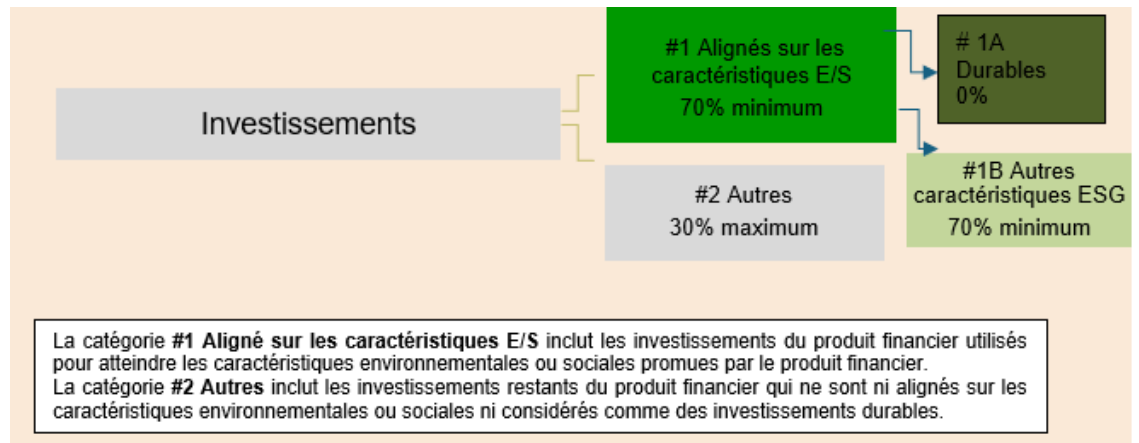 #1 Alignés sur les
caractéristiques E/S
70% minimum
# 1A
Durables
0%
Investissements
#2 Autres
30% maximum
#1B Autres
caractéristiques ESG
70% minimum
La catégorie #1 Aligné sur les caractéristiques E/S inclut les investissements du produit financier utilisés
pour atteindre les caractéristiques environnementales ou sociales promues par le produit financier.
La catégorie #2 Autres inclut les investissements restants du produit financier qui ne sont ni alignés sur les
caractéristiques environnementales ou sociales ni considérés comme des investissements durables.